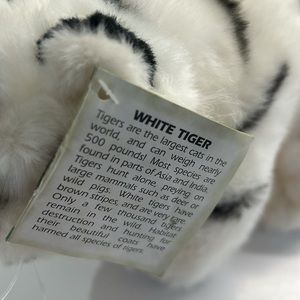 WHITE TIGER
Tigers are the largest cats in the
world, and can weigh nearly
500 pounds! Most species are
found in parts of Asia and India.
Tigers hunt alone, preying on
large mammals such as deer or
wild pigs. White tigers have
brown stripes, and are very rare.
Only a few thousand tigers
remain in the wild. Habitat
destruction and hunting for
their beautiful coats have
harmed all species of tigers.